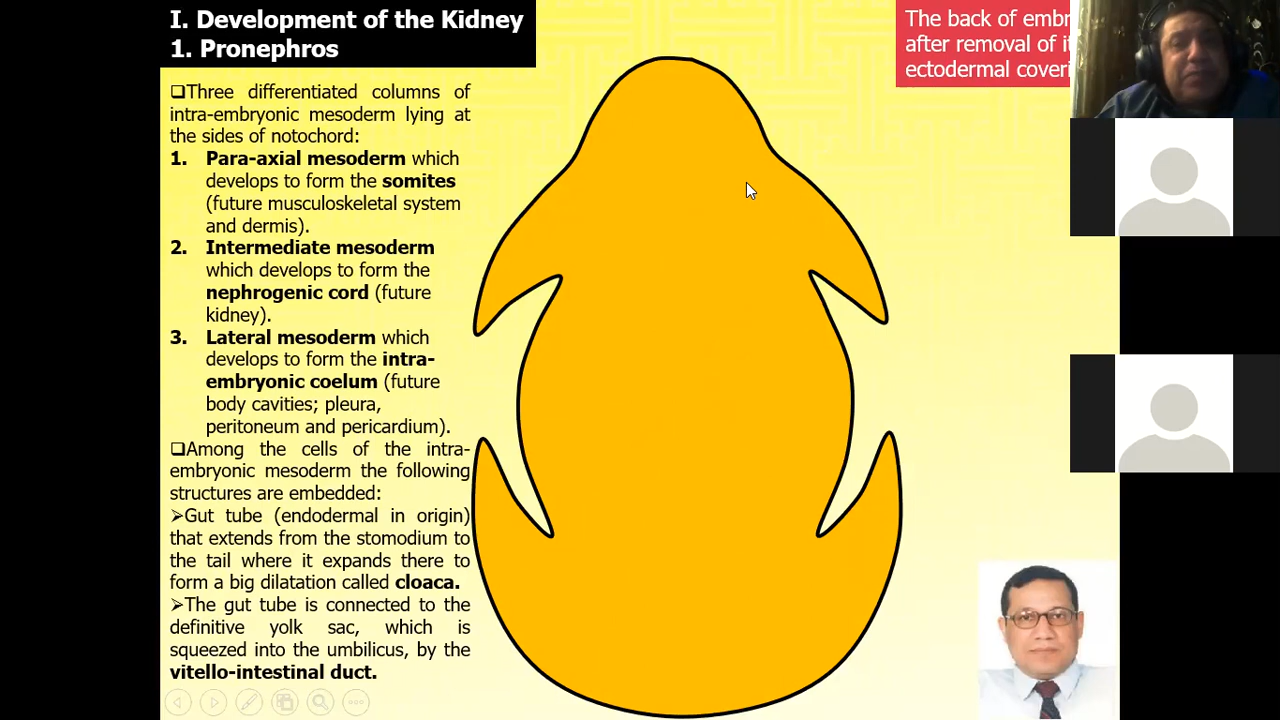 I. Development of the Kidney
1. Pronephros
The back of embr
after removal of i
ectodermal coveri
❑Three differentiated columns of
intra-embryonic mesoderm lying at
the sides of notochord:
1. Para-axial mesoderm which
develops to form the somites
(future musculoskeletal system
and dermis).
2. Intermediate mesoderm
which develops to form the
nephrogenic cord (future
kidney).
3. Lateral mesoderm which
develops to form the intra-
embryonic coelum (future
body cavities; pleura,
peritoneum and pericardium).
❑Among the cells of the intra-
embryonic mesoderm the following
structures are embedded:
➢Gut tube (endodermal in origin)
that extends from the stomodium to
the tail where it expands there to
form a big dilatation called cloaca.
➢The gut tube is connected to the
definitive yolk sac, which is
squeezed into the umbilicus, by the
vitello-intestinal duct.